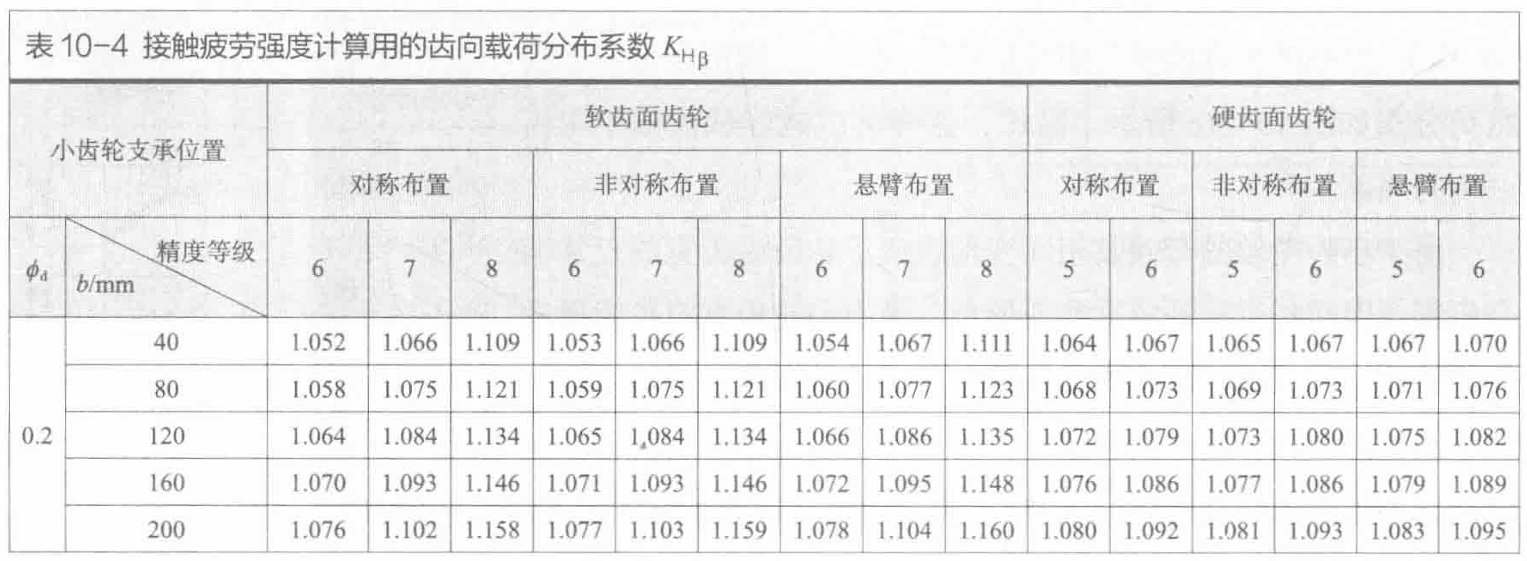 表 10-4 接触疲劳强度计算用的齿向载荷分布系数 K_Hβ
小齿轮支承位置 软齿面齿轮 硬齿面齿轮
对称布置 非对称布置 悬臂布置 对称布置 非对称布置 悬臂布置
ϕd b/mm 精度等级 6 7 8 6 7 8 6 7 8 5 6 5 6 5 6
0.2
40 1.052 1.066 1.109 1.053 1.066 1.109 1.054 1.067 1.111 1.064 1.067 1.065 1.067 1.067 1.070
80 1.058 1.075 1.121 1.059 1.075 1.121 1.060 1.077 1.123 1.068 1.073 1.069 1.073 1.071 1.076
120 1.064 1.084 1.134 1.065 1.084 1.134 1.066 1.086 1.135 1.072 1.079 1.073 1.080 1.075 1.082
160 1.070 1.093 1.146 1.071 1.093 1.146 1.072 1.095 1.148 1.076 1.086 1.077 1.086 1.079 1.089
200 1.076 1.102 1.158 1.077 1.103 1.159 1.078 1.104 1.160 1.080 1.092 1.081 1.093 1.083 1.095